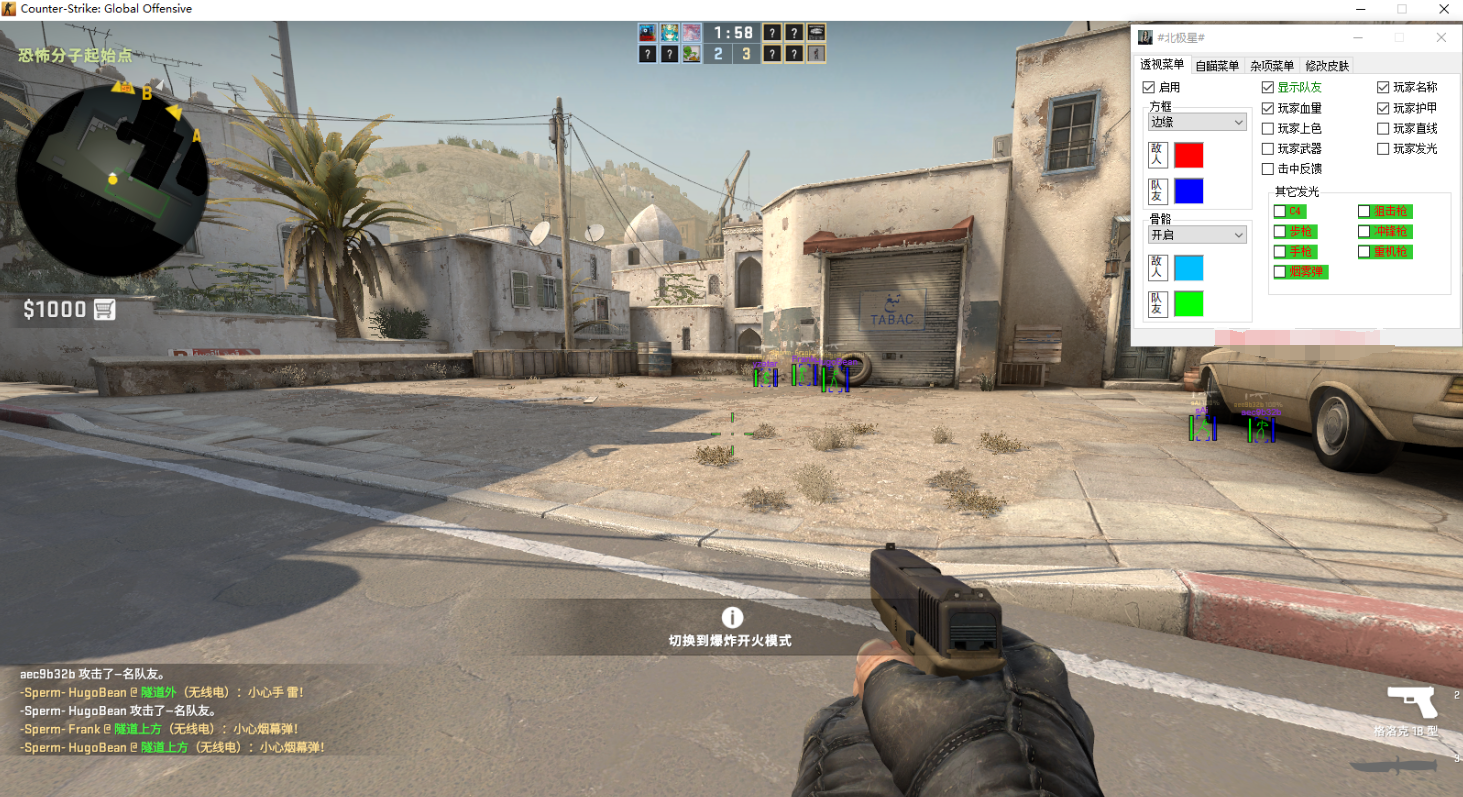 Counter-Strike: Global Offensive
恐怖分子起始点
B
A
$1000
? ? 1:58 ? ?
? ? 2 3 ? ?
#北极星#
透视菜单 自瞄菜单 杂项菜单 修改皮肤
启用
显示队友
玩家名称
方框
边缘
玩家血量
玩家护甲
玩家上色
玩家直线
敌人
玩家武器
玩家发光
击中反馈
队友
其它发光
C4
狙击枪
骨骼
开启
步枪
冲锋枪
手枪
重机枪
敌人
烟雾弹
队友
TABAC
aec9b32b
切换到爆炸开火模式
aec9b32b 攻击了一名队友。
-Sperm- HugoBean @ 隧道外（无线电）：小心手雷！
-Sperm- HugoBean 攻击了一名队友。
-Sperm- Frank @ 隧道上方（无线电）：小心烟幕弹！
-Sperm- HugoBean @ 隧道上方（无线电）：小心烟幕弹！
2
格洛克 18 型
3